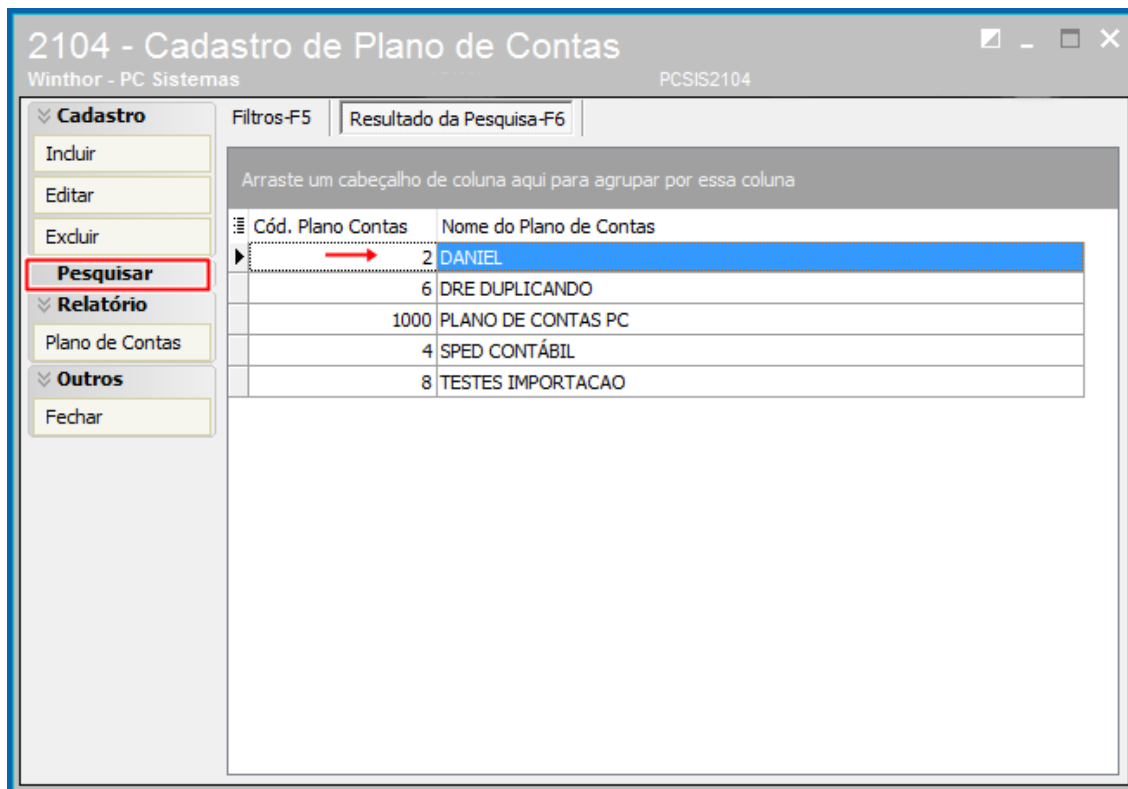 2104 - Cadastro de Plano de Contas
Winthor - PC Sistemas
PCSIS2104
Cadastro
Incluir
Editar
Excluir
Pesquisar
Relatório
Plano de Contas
Outros
Fechar
Filtros-F5
Resultado da Pesquisa-F6
Arraste um cabeçalho de coluna aqui para agrupar por essa coluna
Cód. Plano Contas Nome do Plano de Contas
2 DANIEL
6 DRE DUPLICANDO
1000 PLANO DE CONTAS PC
4 SPED CONTÁBIL
8 TESTES IMPORTACAO